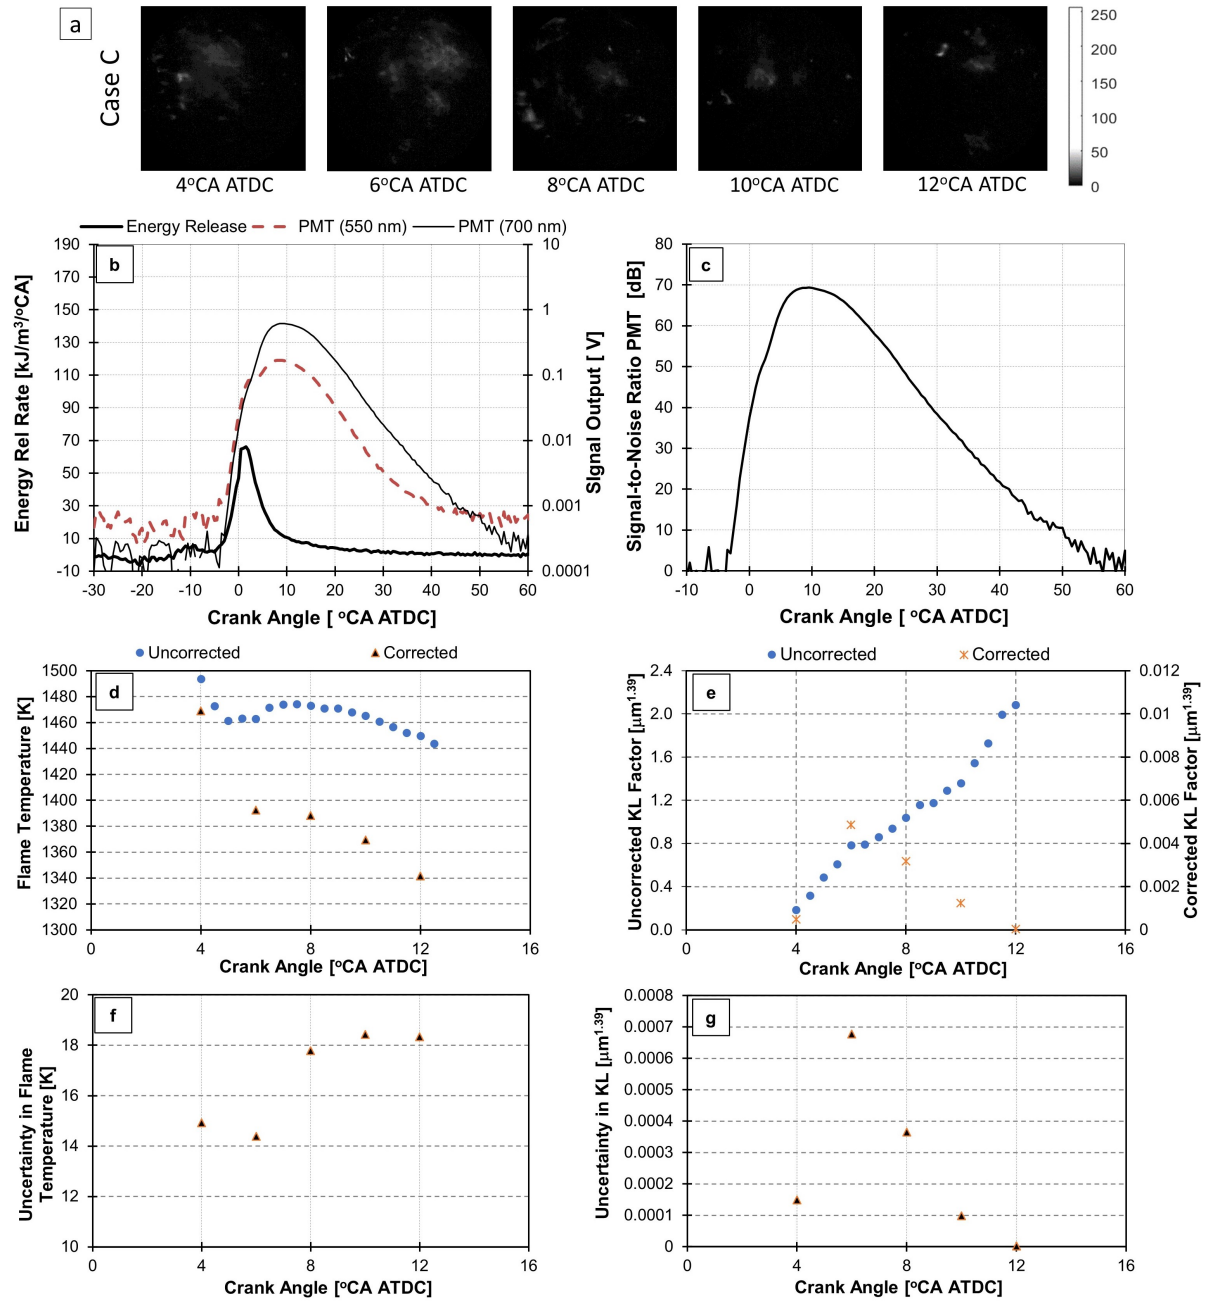 a
Case C
4°CA ATDC
6°CA ATDC
8°CA ATDC
10°CA ATDC
12°CA ATDC
250
200
150
100
50
0
Energy Release
PMT (550 nm)
PMT (700 nm)
b
Energy Rel Rate [kJ/m³/°CA]
190
170
150
130
110
90
70
50
30
10
-10
10
1
0.1
0.01
0.001
0.0001
SIgnal Output [ V]
-30 -20 -10 0 10 20 30 40 50 60
Crank Angle [ °CA ATDC]
c
Signal-to-Noise Ratio PMT [dB]
80
70
60
50
40
30
20
10
0
-10 0 10 20 30 40 50 60
Crank Angle [ °CA ATDC]
Uncorrected
Corrected
d
Flame Temperature [K]
1500
1480
1460
1440
1420
1400
1380
1360
1340
1320
1300
0 4 8 12 16
Crank Angle [°CA ATDC]
Uncorrected
Corrected
e
Uncorrected KL Factor [µm¹·³⁹]
2.4
2.0
1.6
1.2
0.8
0.4
0.0
0.012
0.01
0.008
0.006
0.004
0.002
0
Corrected KL Factor [µm¹·³⁹]
0 4 8 12 16
Crank Angle [°CA ATDC]
f
Uncertainty in Flame
Temperature [K]
20
18
16
14
12
10
0 4 8 12 16
Crank Angle [°CA ATDC]
g
Uncertainty in KL [µm¹·³⁹]
0.0008
0.0007
0.0006
0.0005
0.0004
0.0003
0.0002
0.0001
0
0 4 8 12 16
Crank Angle [°CA ATDC]